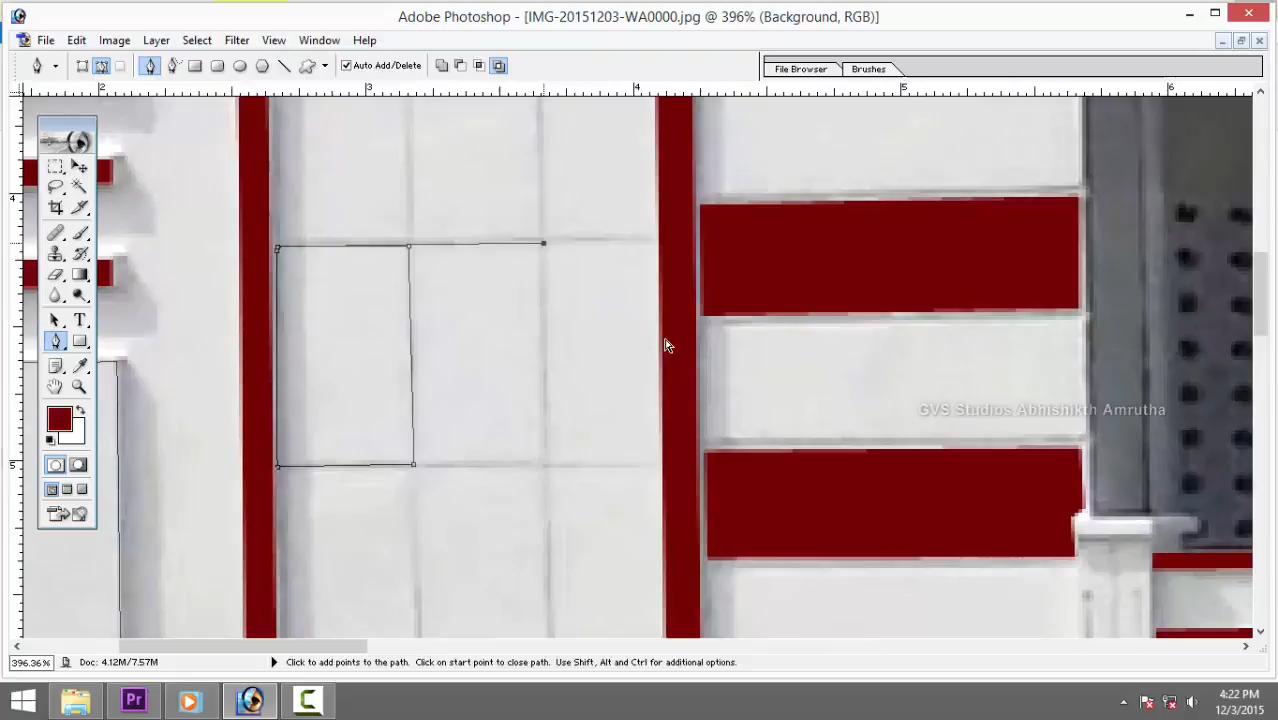 Adobe Photoshop - [IMG-20151203-WA0000.jpg @ 396% (Background, RGB)]
File Edit Image Layer Select Filter View Window Help
Auto Add/Delete
File Browser Brushes
2 3 4 5 6
4
5
T
GVS Studios Abhishikth Amrutha
396.36% Doc: 4.12M/7.57M Click to add points to the path. Click on start point to close path. Use Shift, Alt and Ctrl for additional options.
Pr C
4:22 PM
12/3/2015